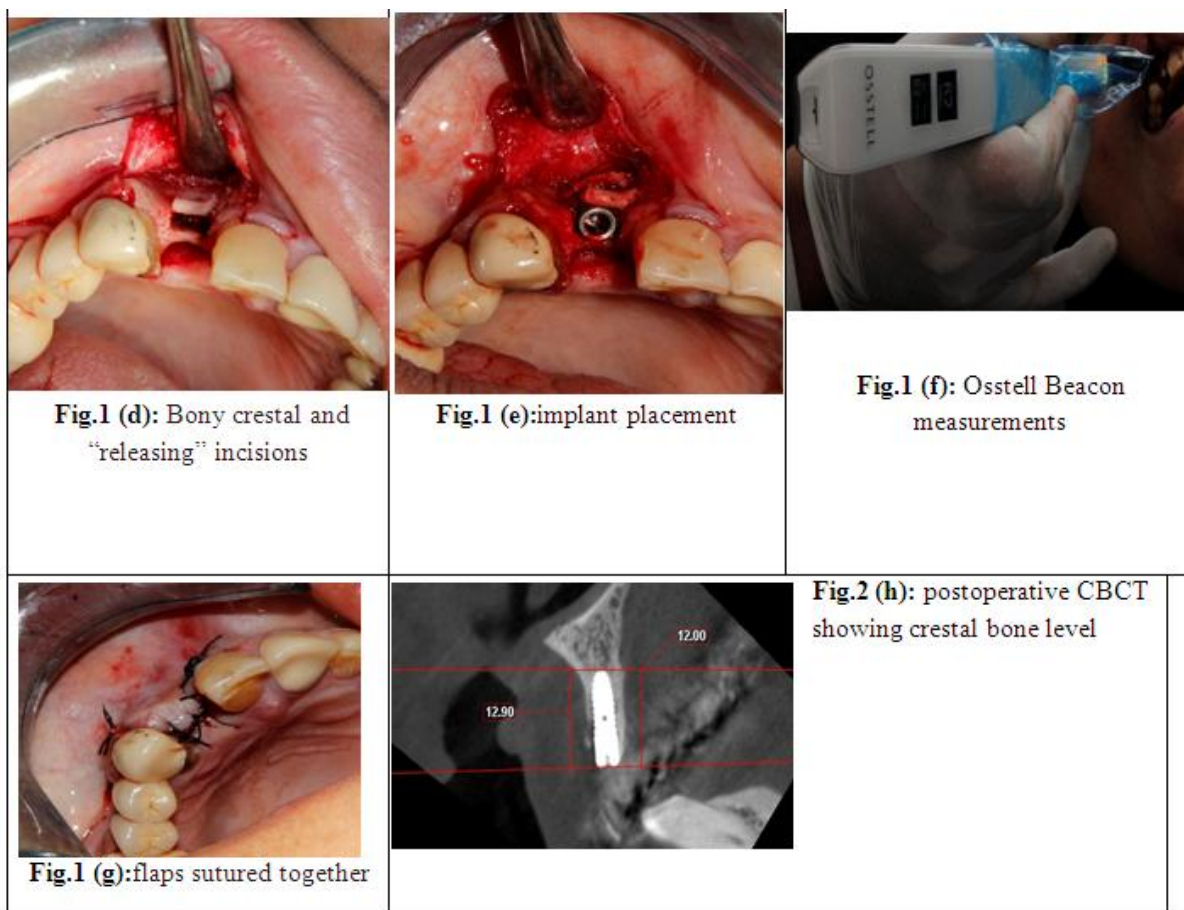 OSSTELL
Fig.1 (d): Bony crestal and
“releasing” incisions
Fig.1 (e):implant placement
Fig.1 (f): Osstell Beacon
measurements
12.00
12.90
Fig.2 (h): postoperative CBCT
showing crestal bone level
Fig.1 (g):flaps sutured together